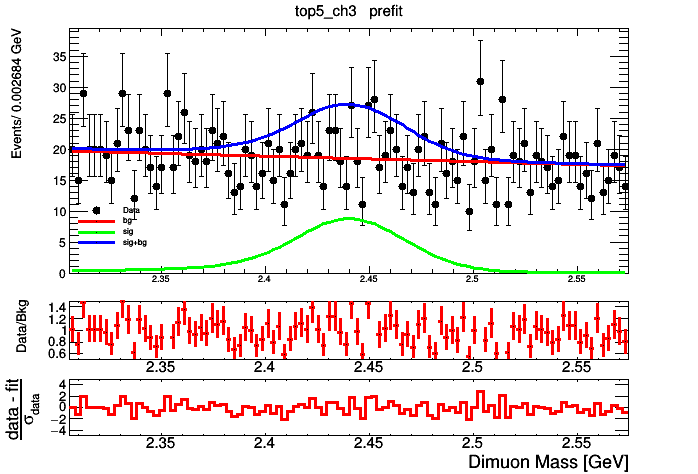 top5_ch3 prefit
Events/ 0.002684 GeV
35
30
25
20
15
10
5
0
Data
bg
sig
sig+bg
2.35 2.4 2.45 2.5 2.55
Data/Bkg
1.4
1.2
1
0.8
0.6
2.35 2.4 2.45 2.5 2.55
data - fit
σdata
4
2
0
−2
−4
2.35 2.4 2.45 2.5 2.55
Dimuon Mass [GeV]